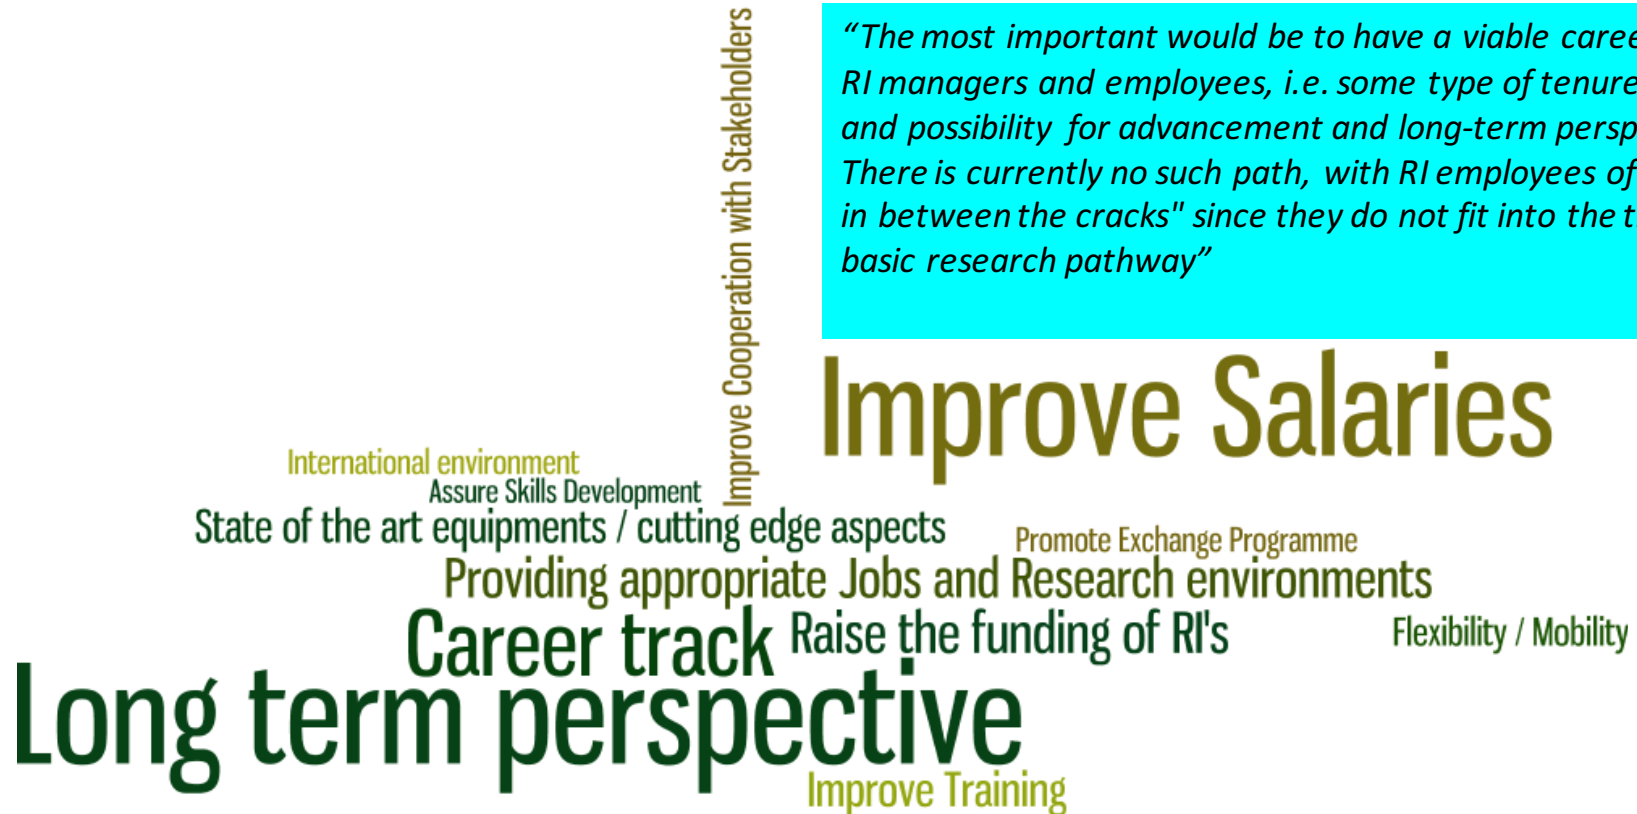 “The most important would be to have a viable
RI managers and employees, i.e. some type of tenure
and possibility for advancement and long-term
There is currently no such path, with RI employees
in between the cracks" since they do not fit into the
basic research pathway”
Improve Cooperation with Stakeholders
Improve Salaries
International environment
Assure Skills Development
State of the art equipments / cutting edge aspects
Promote Exchange Programme
Providing appropriate Jobs and Research environments
Career track
Raise the funding of RI's
Flexibility / Mobility
Long term perspective
Improve Training